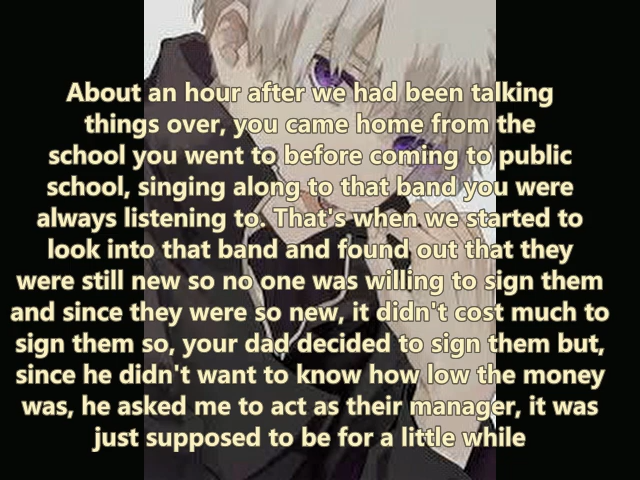 About an hour after we had been talking
things over, you came home from the
school you went to before coming to public
school, singing along to that band you were
always listening to. That's when we started to
look into that band and found out that they
were still new so no one was willing to sign them
and since they were so new, it didn't cost much to
sign them so, your dad decided to sign them but,
since he didn't want to know how low the money
was, he asked me to act as their manager, it was
just supposed to be for a little while